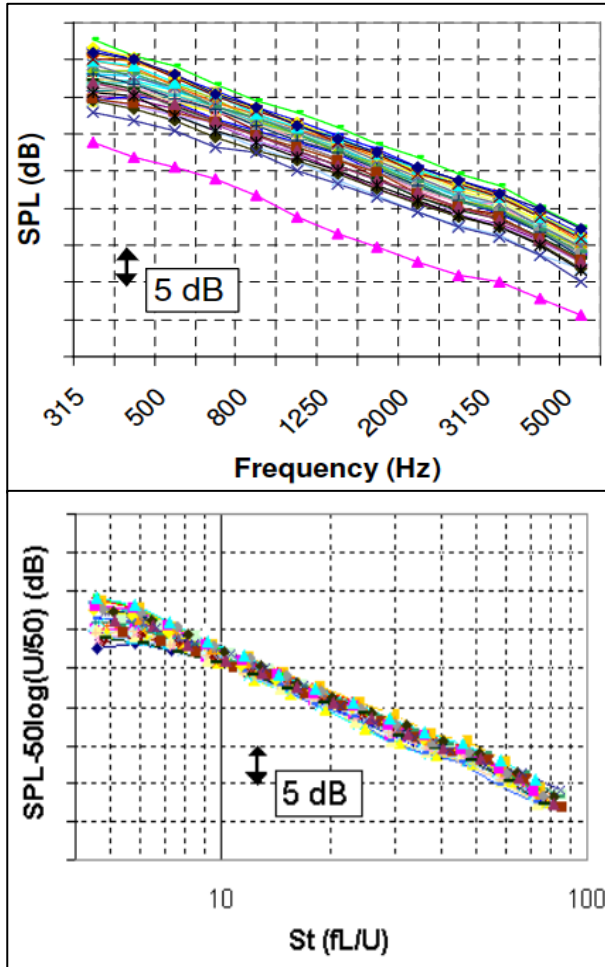 SPL (dB)
5 dB
315 500 800 1250 2000 3150 5000
Frequency (Hz)
SPL-50log(U/50) (dB)
5 dB
10 100
St (fL/U)